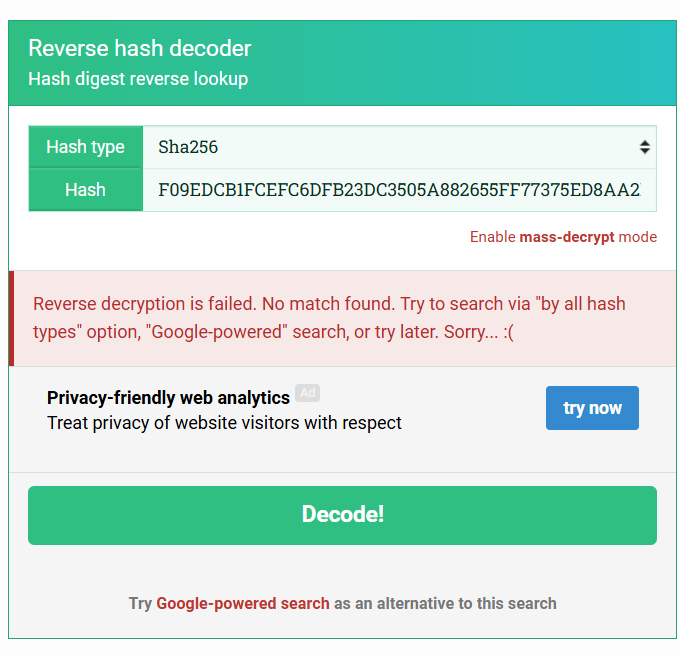 Reverse hash decoder
Hash digest reverse lookup
Hash type Sha256
Hash F09EDCB1FCEFC6DFB23DC3505A882655FF77375ED8AA2
Enable mass-decrypt mode
Reverse decryption is failed. No match found. Try to search via "by all hash
types" option, "Google-powered" search, or try later. Sorry... :(
Privacy-friendly web analytics Ad
Treat privacy of website visitors with respect
try now
Decode!
Try Google-powered search as an alternative to this search